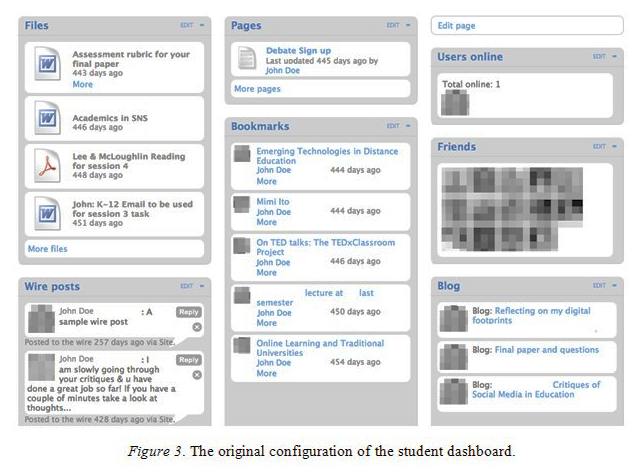 Files EDIT
Assessment rubric for your
final paper
443 days ago
More
Academics in SNS
446 days ago
Lee & McLoughlin Reading
for session 4
448 days ago
John: K-12 Email to be used
for session 3 task
451 days ago
More files
Wire posts EDIT
John Doe : A Reply
sample wire post
Posted to the wire 257 days ago via Site.
John Doe : I Reply
am slowly going through
your critiques & u have
done a great job so far! If you have a
couple of minutes take a look at
thoughts...
Posted to the wire 428 days ago via Site.
Pages EDIT
Debate Sign up
Last updated 445 days ago by
John Doe
More pages
Bookmarks EDIT
Emerging Technologies in Distance
Education
John Doe 444 days ago
More
Mimi Ito
John Doe 444 days ago
More
On TED talks: The TEDxClassroom
Project
John Doe 446 days ago
More
lecture at last
semester
John Doe 450 days ago
More
Online Learning and Traditional
Universities
John Doe 454 days ago
More
Edit page
Users online EDIT
Total online: 1
Friends EDIT
Blog EDIT
Blog: Reflecting on my digital
footprints
Blog: Final paper and questions
Blog: Critiques of
Social Media in Education
Figure 3. The original configuration of the student dashboard.